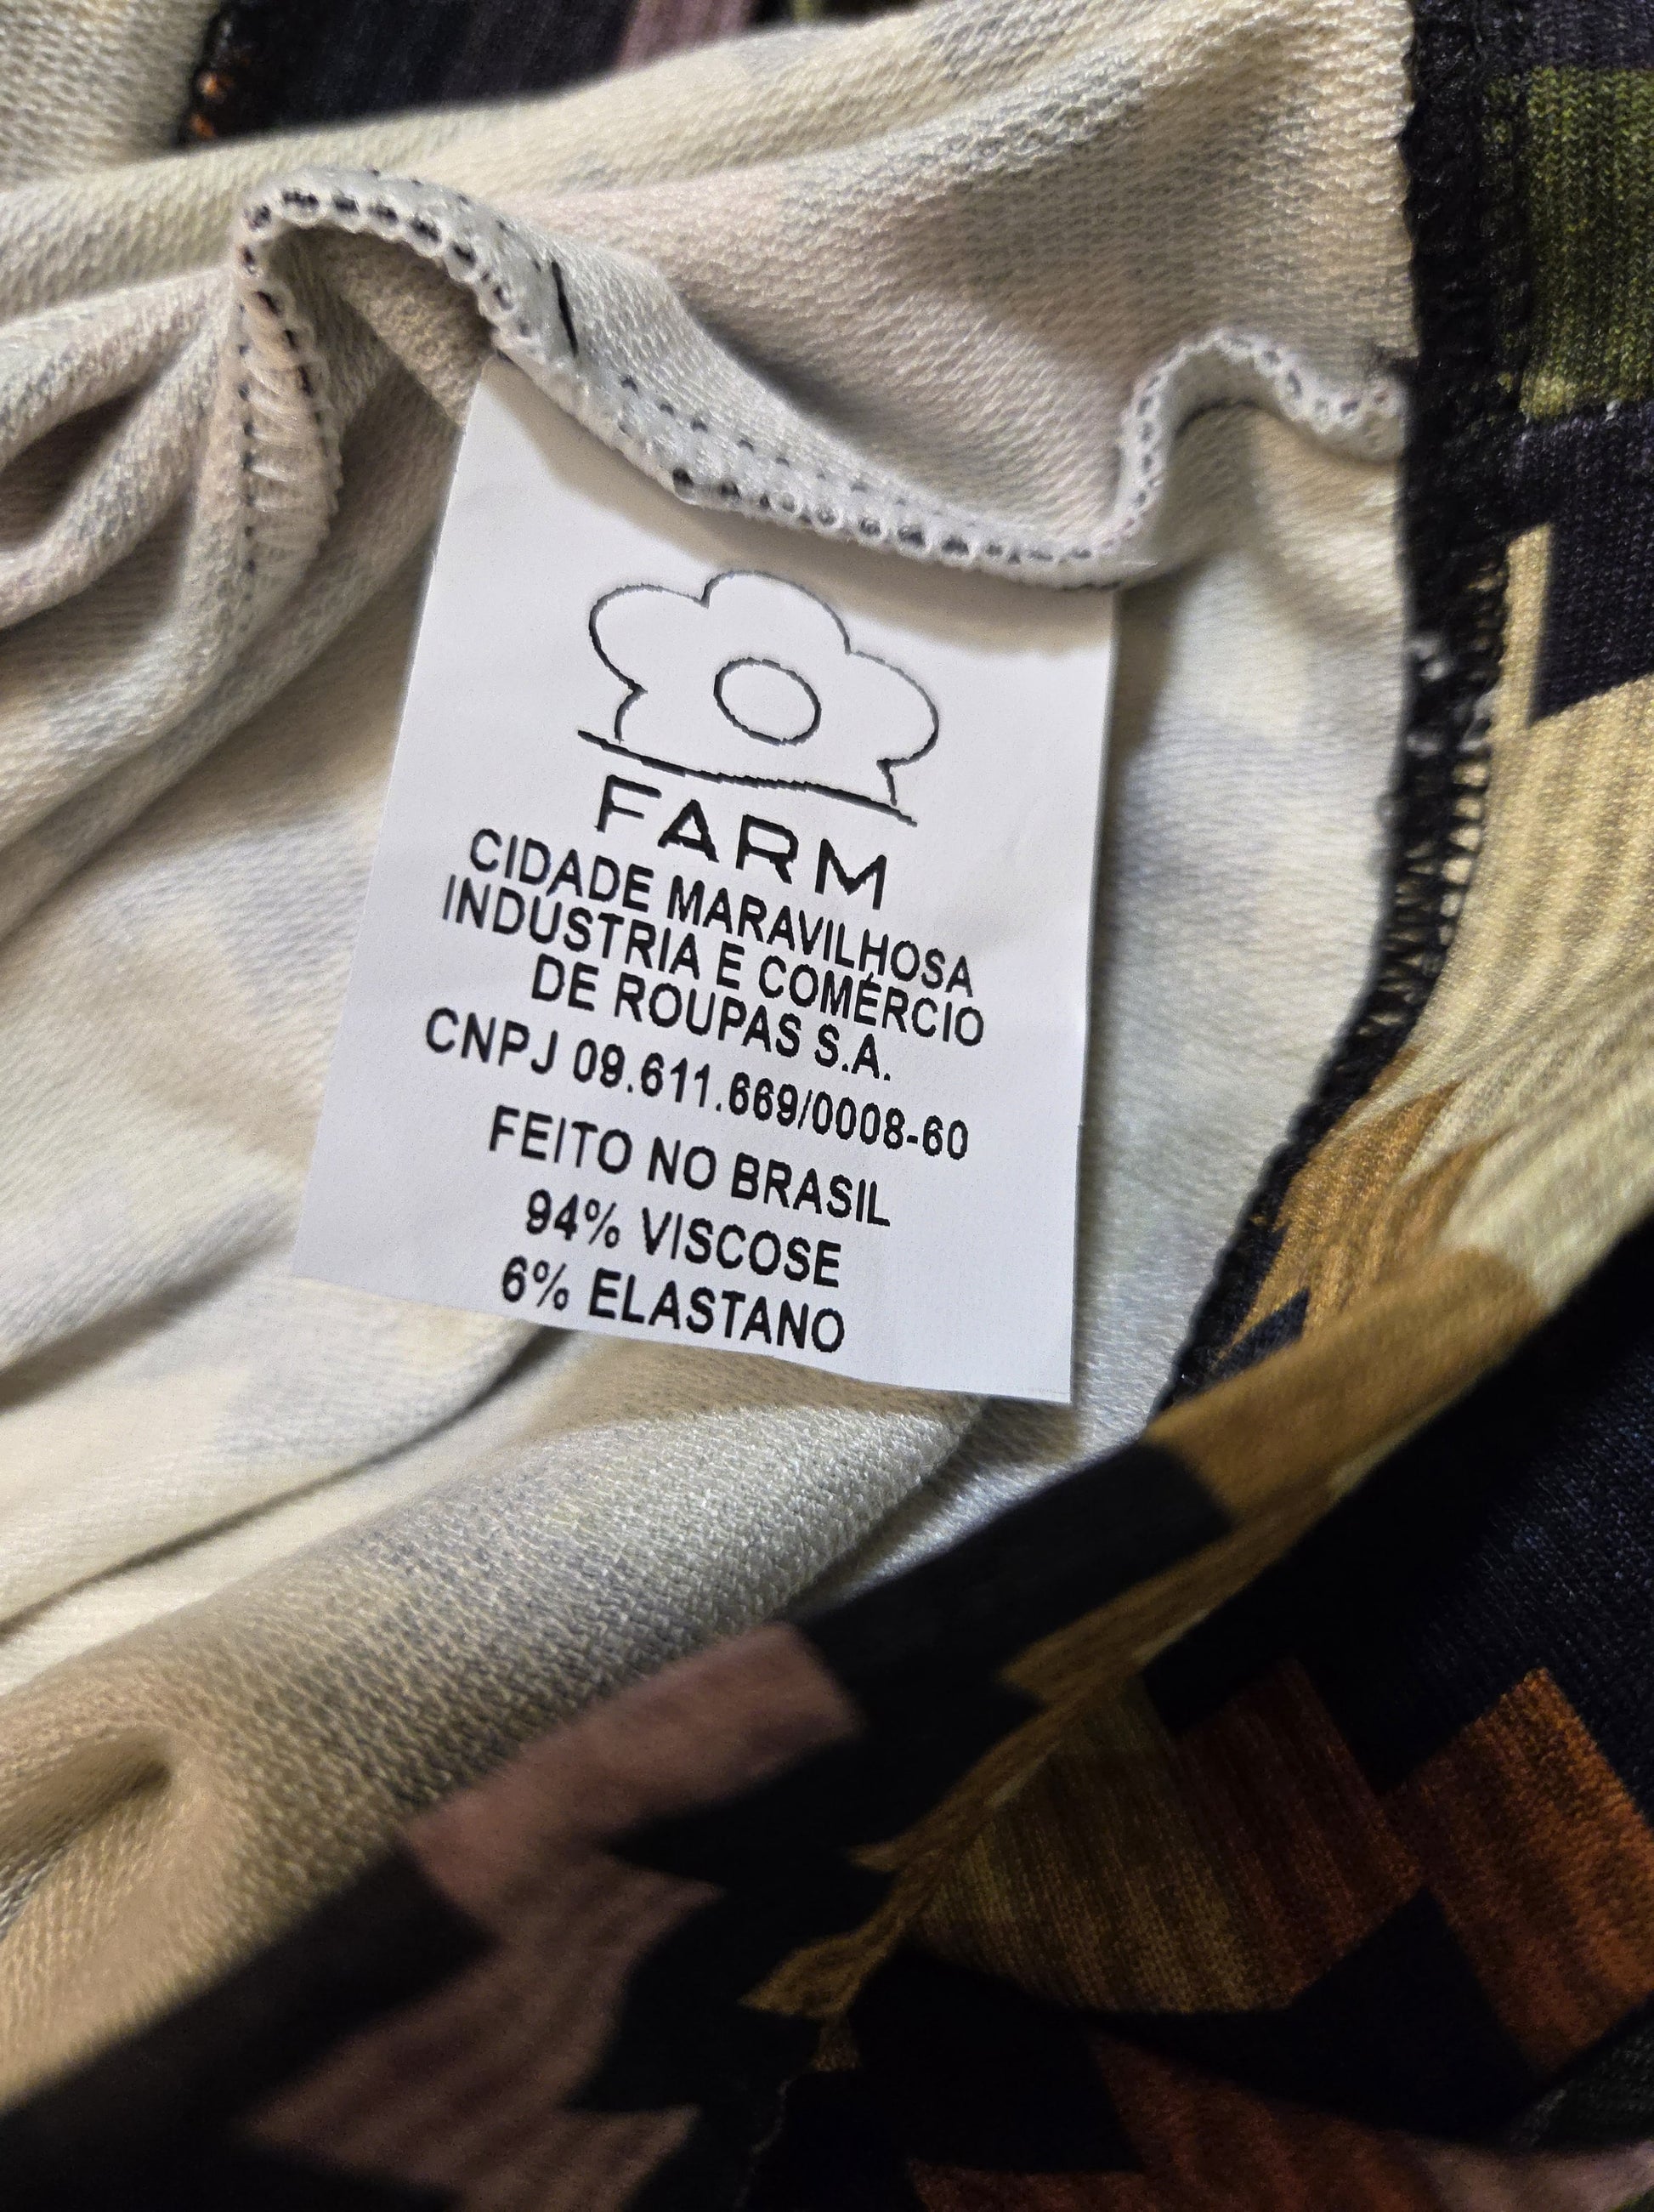 FARM
CIDADE MARAVILHOSA
INDUSTRIA E COMÉRCIO
DE ROUPAS S.A.
CNPJ 09.611.669/0008-60
FEITO NO BRASIL
94% VISCOSE
6% ELASTANO